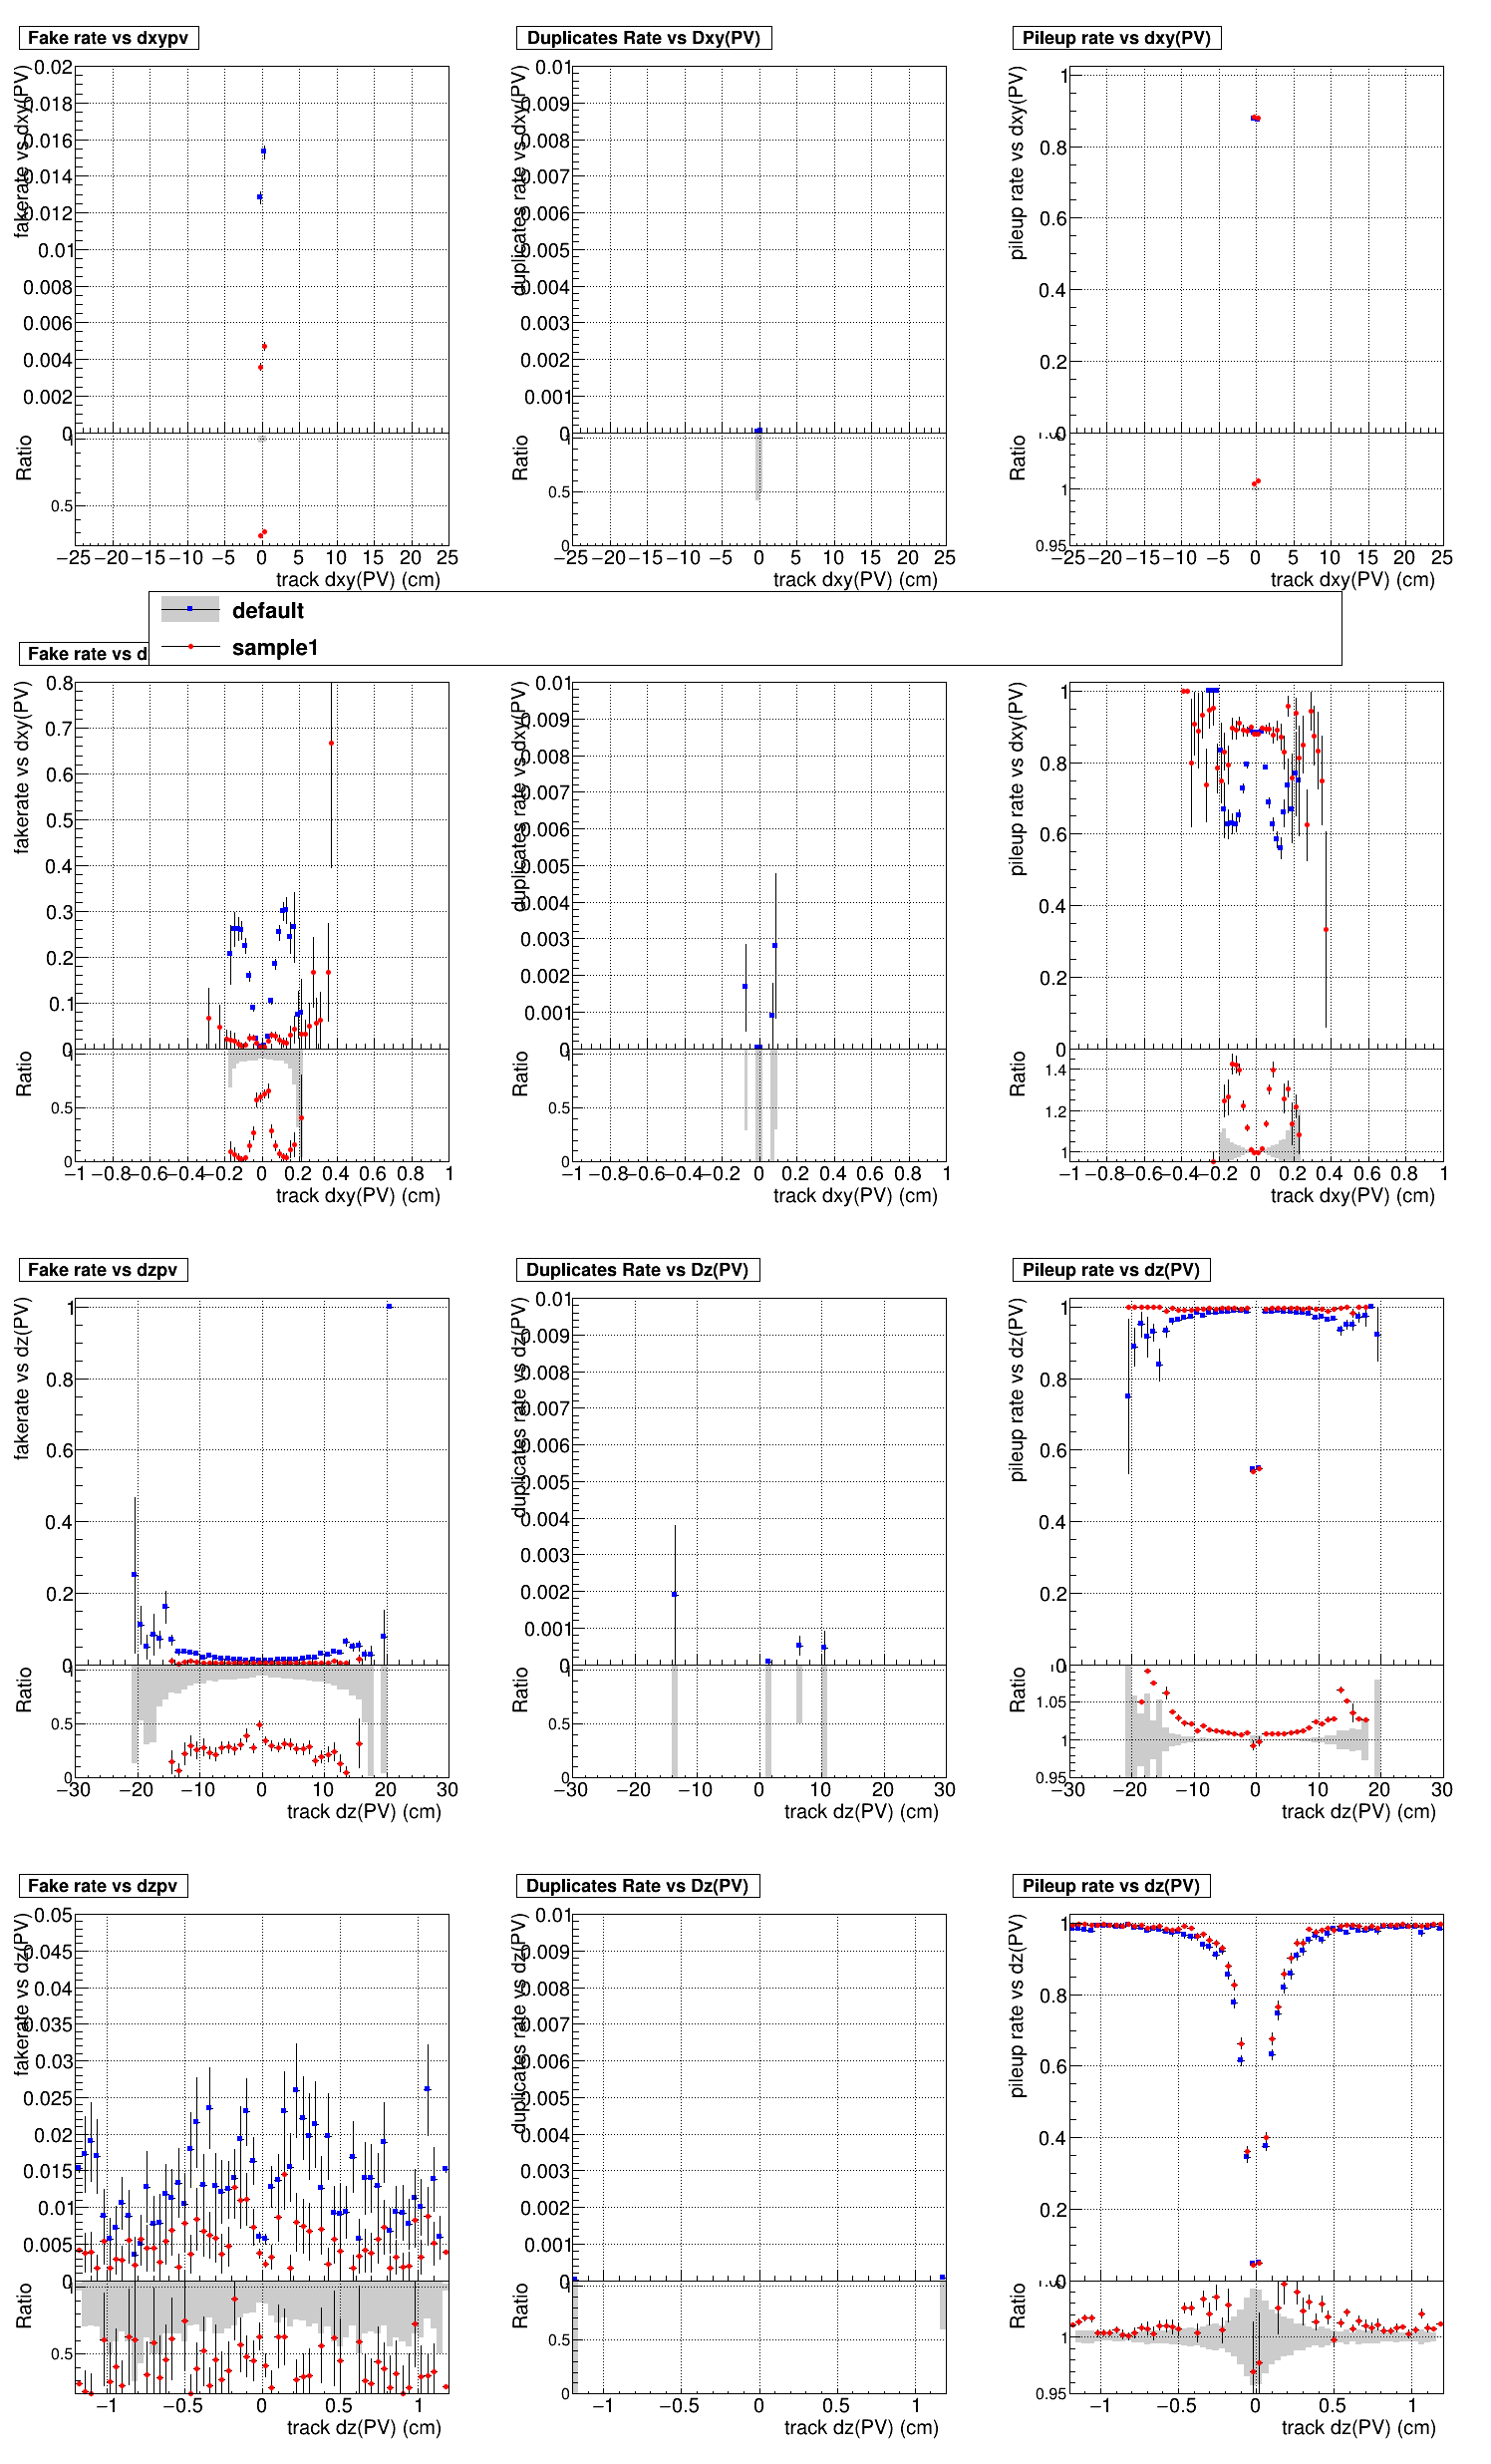 Fake rate vs dxypv
Duplicates Rate vs Dxy(PV)
Pileup rate vs dxy(PV)
fakerate vs dxy(PV)
0.02
0.018
0.016
0.014
0.012
0.01
0.008
0.006
0.004
0.002
0
duplicates rate vs dxy(PV)
0.01
0.009
0.008
0.007
0.006
0.005
0.004
0.003
0.002
0.001
0
pileup rate vs dxy(PV)
1
0.8
0.6
0.4
0.2
0
Ratio
0.5
Ratio
0.5
0
Ratio
1
0.95
−25 −20 −15 −10 −5 0 5 10 15 20 25
−25 −20 −15 −10 −5 0 5 10 15 20 25
−25 −20 −15 −10 −5 0 5 10 15 20 25
track dxy(PV) (cm)
track dxy(PV) (cm)
track dxy(PV) (cm)
default
sample1
Fake rate vs d
fakerate vs dxy(PV)
0.8
0.7
0.6
0.5
0.4
0.3
0.2
0.1
0
duplicates rate vs dxy(PV)
0.01
0.009
0.008
0.007
0.006
0.005
0.004
0.003
0.002
0.001
0
pileup rate vs dxy(PV)
1
0.8
0.6
0.4
0.2
0
Ratio
0.5
0
Ratio
0.5
0
Ratio
1.4
1.2
1
−1 −0.8 −0.6 −0.4 −0.2 0 0.2 0.4 0.6 0.8 1
−1 −0.8 −0.6 −0.4 −0.2 0 0.2 0.4 0.6 0.8 1
−1 −0.8 −0.6 −0.4 −0.2 0 0.2 0.4 0.6 0.8 1
track dxy(PV) (cm)
track dxy(PV) (cm)
track dxy(PV) (cm)
Fake rate vs dzpv
Duplicates Rate vs Dz(PV)
Pileup rate vs dz(PV)
fakerate vs dz(PV)
1
0.8
0.6
0.4
0.2
0
duplicates rate vs dz(PV)
0.01
0.009
0.008
0.007
0.006
0.005
0.004
0.003
0.002
0.001
0
pileup rate vs dz(PV)
1
0.8
0.6
0.4
0.2
0
Ratio
0.5
0
Ratio
0.5
0
Ratio
1.05
1
0.95
−30 −20 −10 0 10 20 30
−30 −20 −10 0 10 20 30
−30 −20 −10 0 10 20 30
track dz(PV) (cm)
track dz(PV) (cm)
track dz(PV) (cm)
Fake rate vs dzpv
Duplicates Rate vs Dz(PV)
Pileup rate vs dz(PV)
fakerate vs dz(PV)
0.05
0.045
0.04
0.035
0.03
0.025
0.02
0.015
0.01
0.005
0
duplicates rate vs dz(PV)
0.01
0.009
0.008
0.007
0.006
0.005
0.004
0.003
0.002
0.001
0
pileup rate vs dz(PV)
1
0.8
0.6
0.4
0.2
0
Ratio
0.5
Ratio
0.5
0
Ratio
1
0.95
−1 −0.5 0 0.5 1
−1 −0.5 0 0.5 1
−1 −0.5 0 0.5 1
track dz(PV) (cm)
track dz(PV) (cm)
track dz(PV) (cm)